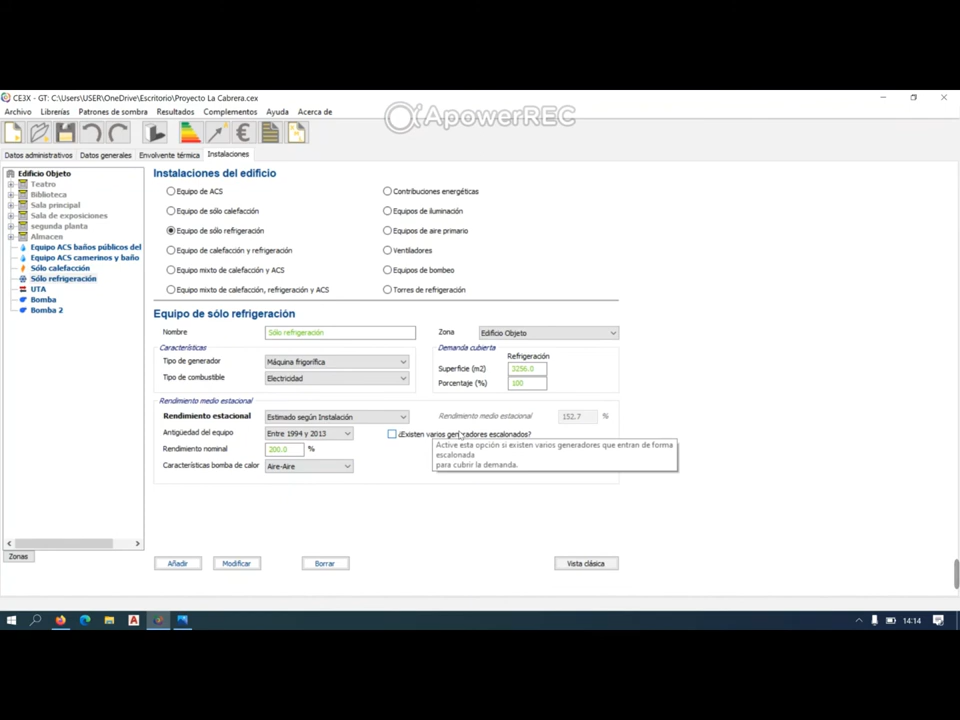 CE3X - GT: C:\Users\USER\OneDrive\Escritorio\Proyecto La Cabrera.cex
Archivo Librerías Patrones de sombra Resultados Complementos Ayuda Acerca de
ApowerREC
Datos administrativos Datos generales Envolvente térmica Instalaciones
Edificio Objeto
Teatro
Biblioteca
Sala principal
Sala de exposiciones
segunda planta
Almacen
Equipo ACS baños públicos del
Equipo ACS camerinos y baño
Sólo calefacción
Sólo refrigeración
UTA
Bomba
Bomba 2
Zonas
Instalaciones del edificio
Equipo de ACS Contribuciones energéticas
Equipo de sólo calefacción Equipos de iluminación
Equipo de sólo refrigeración Equipos de aire primario
Equipo de calefacción y refrigeración Ventiladores
Equipo mixto de calefacción y ACS Equipos de bombeo
Equipo mixto de calefacción, refrigeración y ACS Torres de refrigeración
Equipo de sólo refrigeración
Nombre Sólo refrigeración Zona Edificio Objeto
Características Demanda cubierta
Refrigeración
Tipo de generador Máquina frigorífica Superficie (m2) 3256.0
Tipo de combustible Electricidad Porcentaje (%) 100
Rendimiento medio estacional
Rendimiento estacional Estimado según Instalación Rendimiento medio estacional 152,7 %
Antigüedad del equipo Entre 1994 y 2013 ¿Existen varios generadores escalonados?
Rendimiento nominal 200.0 %
Características bomba de calor Aire-Aire
Active esta opción si existen varios generadores que entran de forma
escalonada
para cubrir la demanda.
Añadir Modificar Borrar Vista clásica
14:14